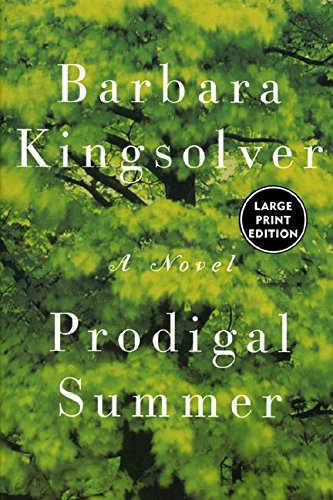 Barbara
Kingsolver
LARGE
PRINT
EDITION
A Novel
Prodigal
Summer